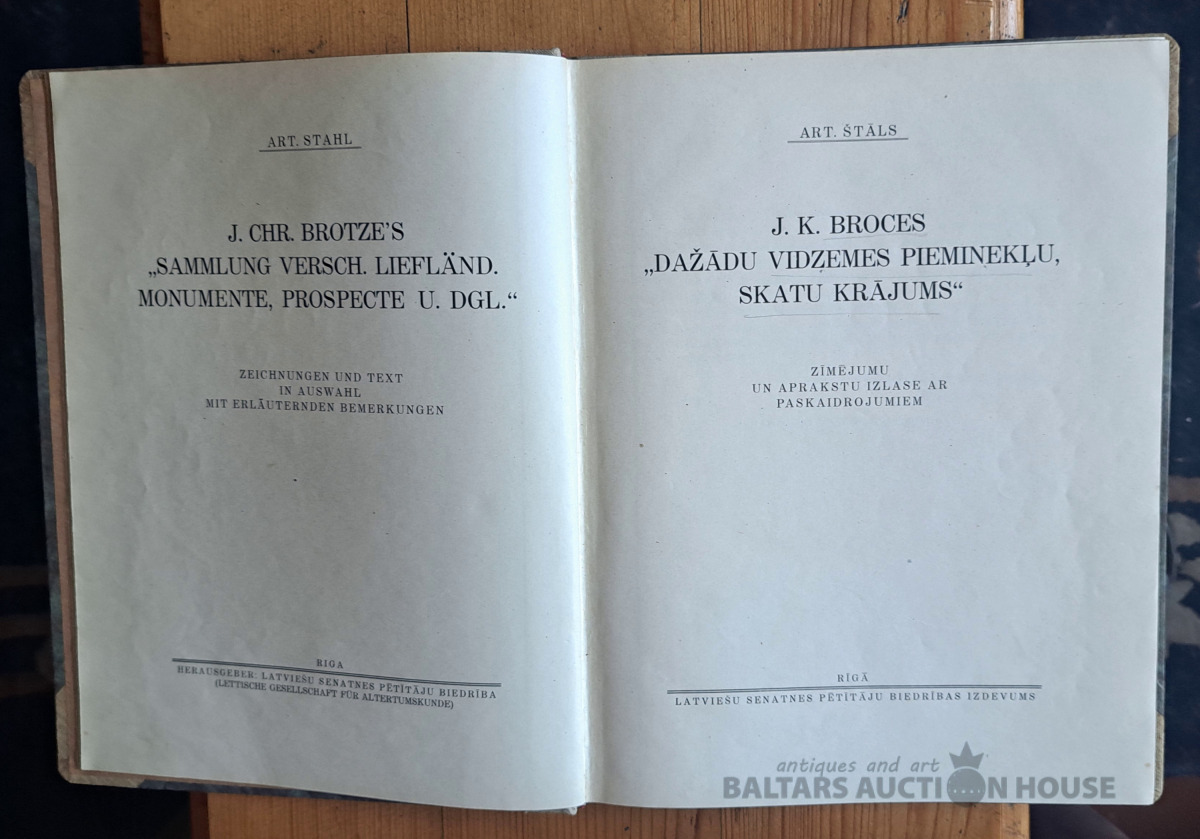 ART. STAHL
J. CHR. BROTZE'S
„SAMMLUNG VERSCH. LIEFLÄND.
MONUMENTE, PROSPECTE U. DGL.“
ZEICHNUNGEN UND TEXT
IN AUSWAHL
MIT ERLÄUTERNDEN BEMERKUNGEN
RIGA
HERAUSGEBER: LATVIEŠU SENATNES PĒTĪTĀJU BIEDRĪBA
(LETTISCHE GESELLSCHAFT FÜR ALTERTUMSKUNDE)
ART. ŠTĀLS
J. K. BROCES
„DAŽĀDU VIDZEMES PIEMINEKĻU,
SKATU KRĀJUMS“
ZĪMĒJUMU
UN APRAKSTU IZLASE AR
PASKAIDROJUMIEM
RĪGĀ
LATVIEŠU SENATNES PĒTĪTĀJU BIEDRĪBAS IZDEVUMS
antiques and art
BALTARS AUCTION HOUSE